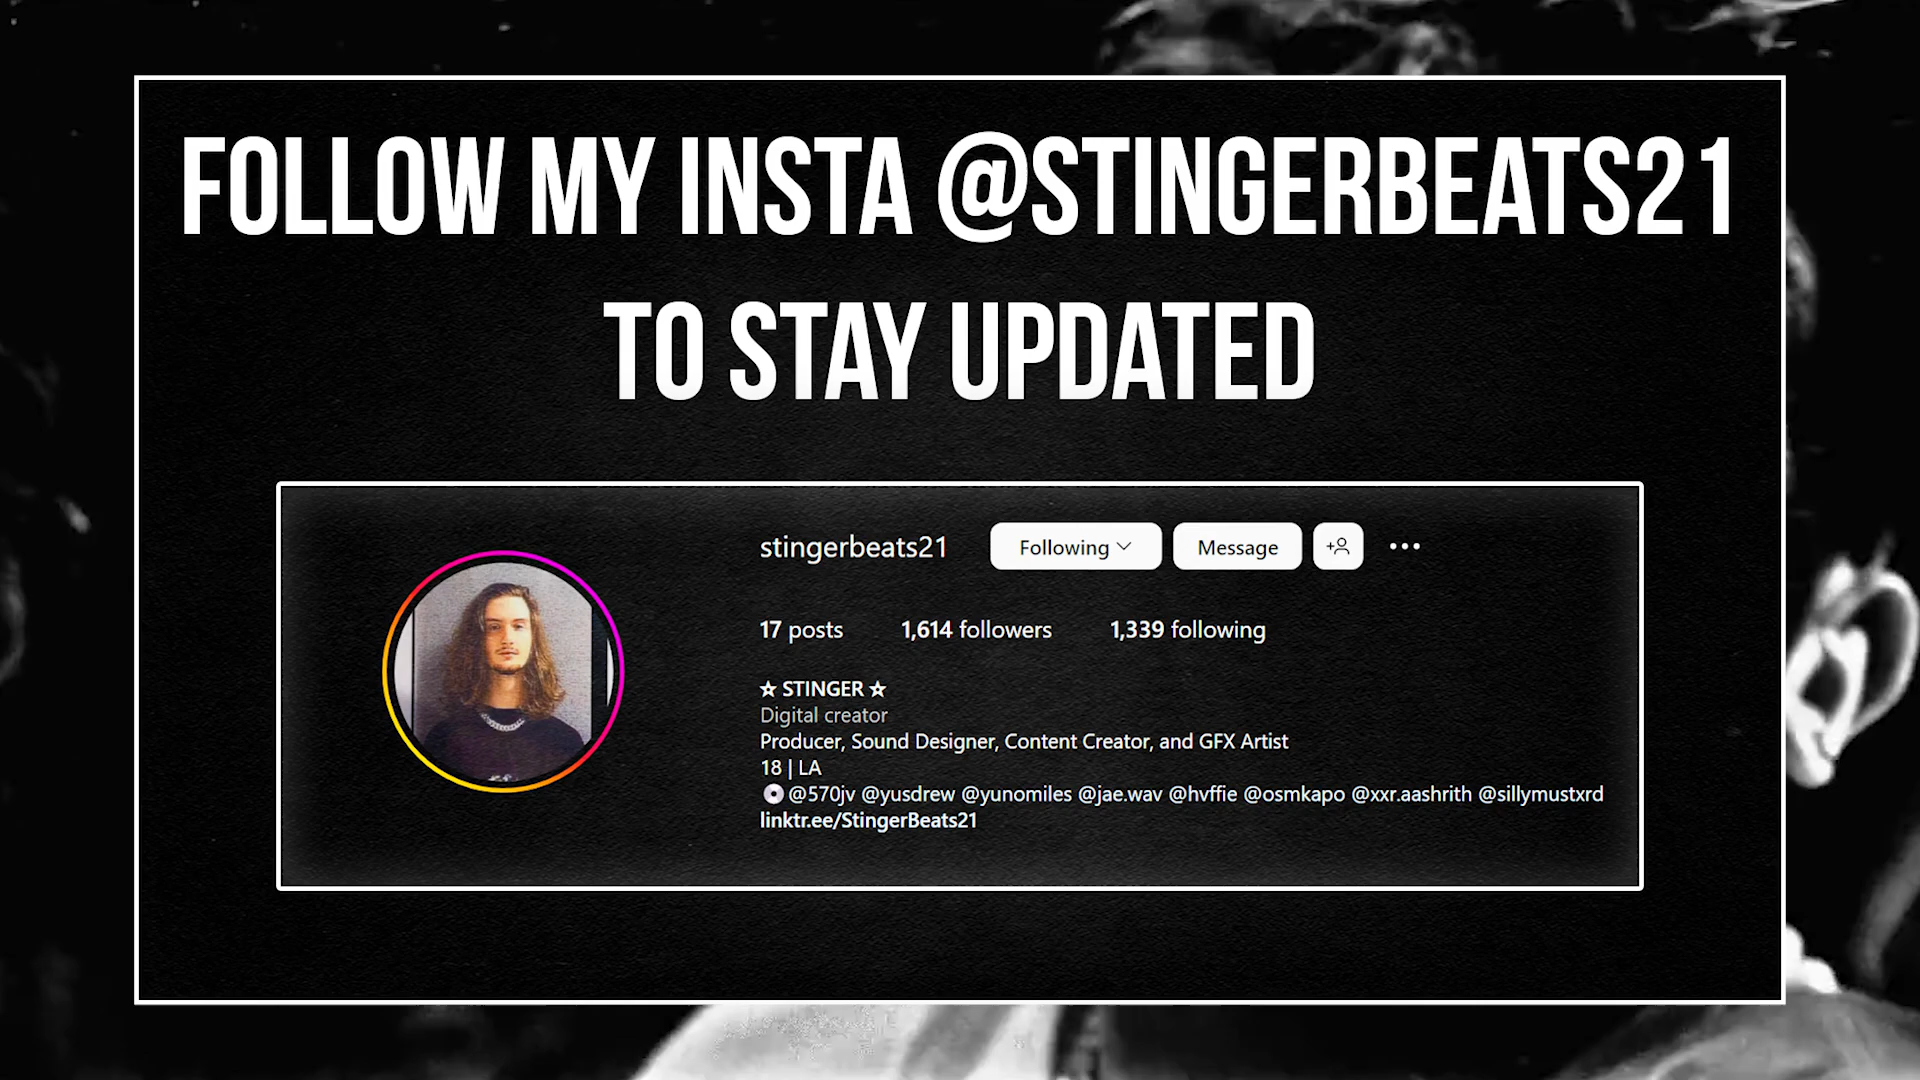 FOLLOW MY INSTA @STINGERBEATS21
TO STAY UPDATED
stingerbeats21 Following Message
17 posts 1,614 followers 1,339 following
☆ STINGER ☆
Digital creator
Producer, Sound Designer, Content Creator, and GFX Artist
18 | LA
@570jv @yusdrew @yunomiles @jae.wav @hvffie @osmkapo @xxr.aashrith @sillymustxrd
linktr.ee/StingerBeats21